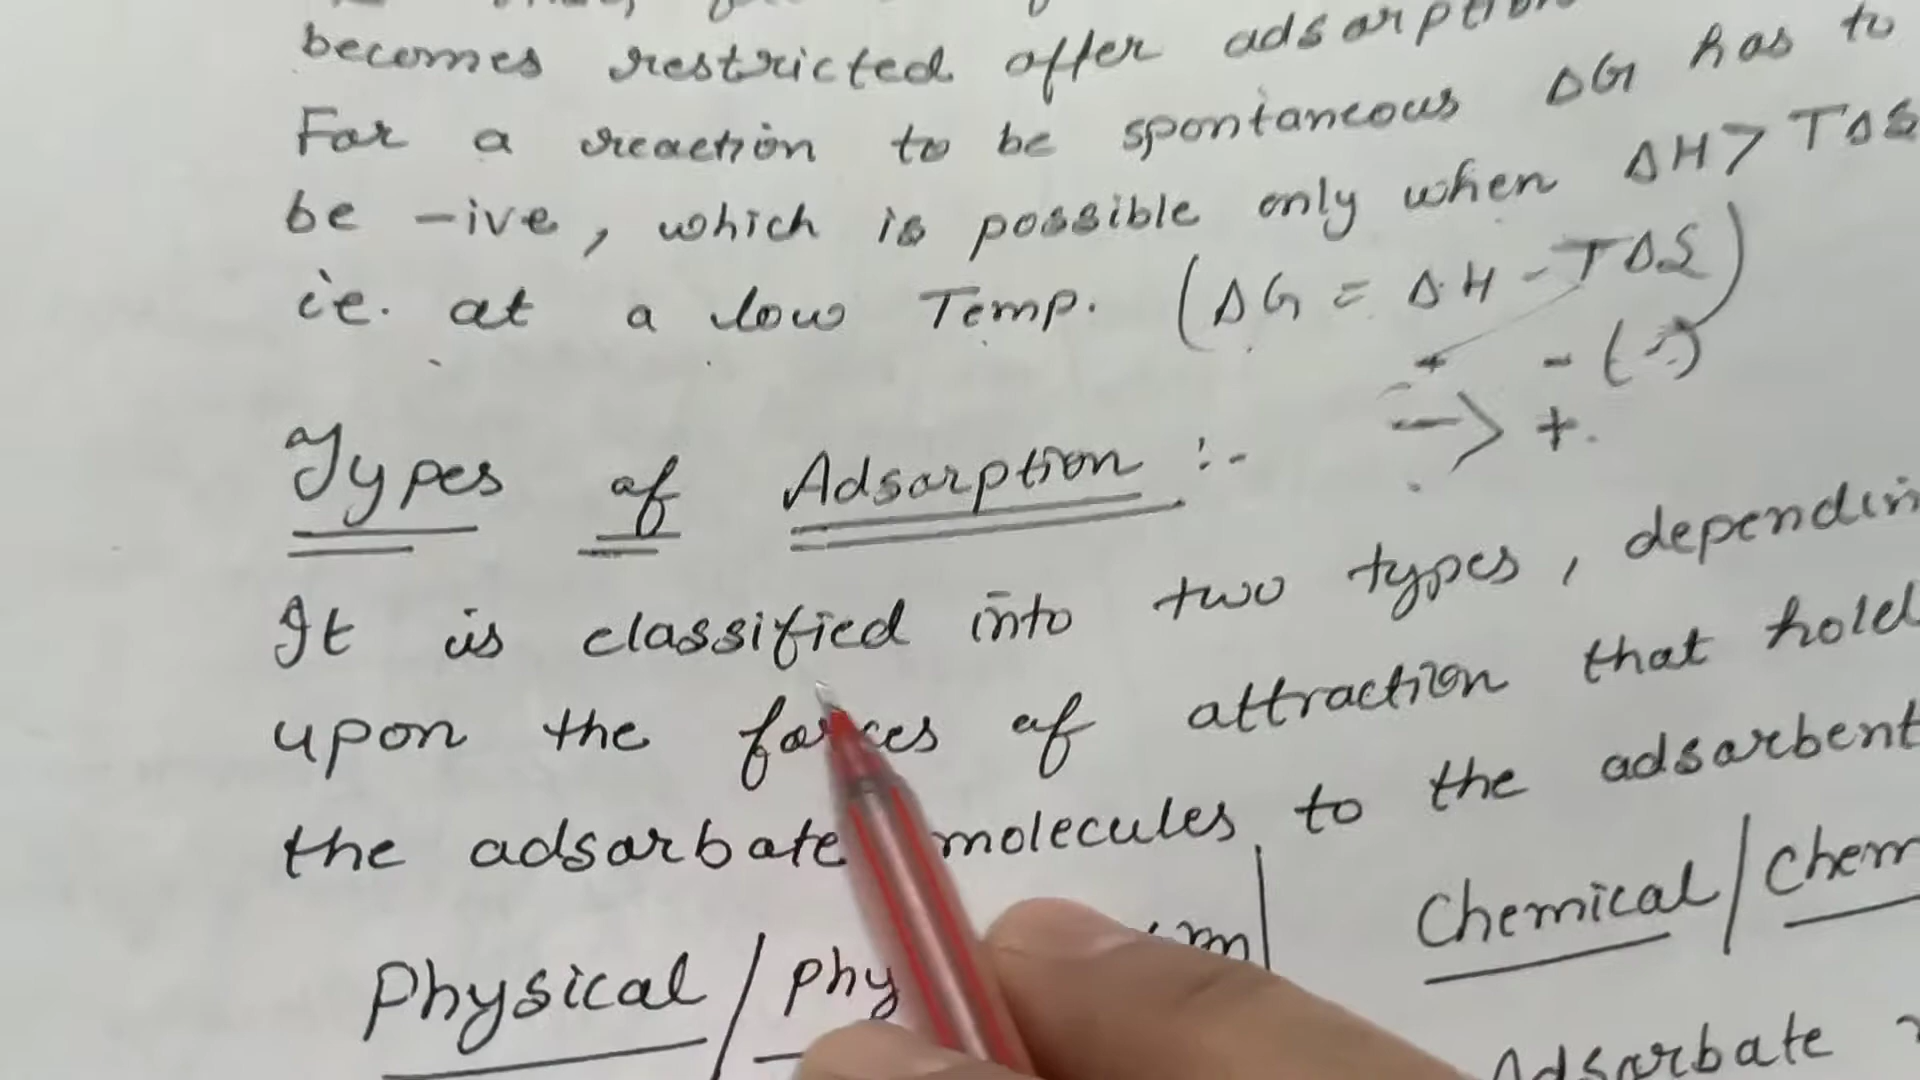 becomes restricted after adsorption
For a reaction to be spontaneous ΔG has to
be -ive, which is possible only when ΔH > TΔS
i.e. at a low Temp. (ΔG = ΔH - TΔS)
- + - (-)
→ +.
Types of Adsorption :-
It is classified into two types, dependin
upon the forces of attraction that hold
the adsorbate molecules to the adsorbent
Physical / Phy
Chemical / Chem
Adsorbate